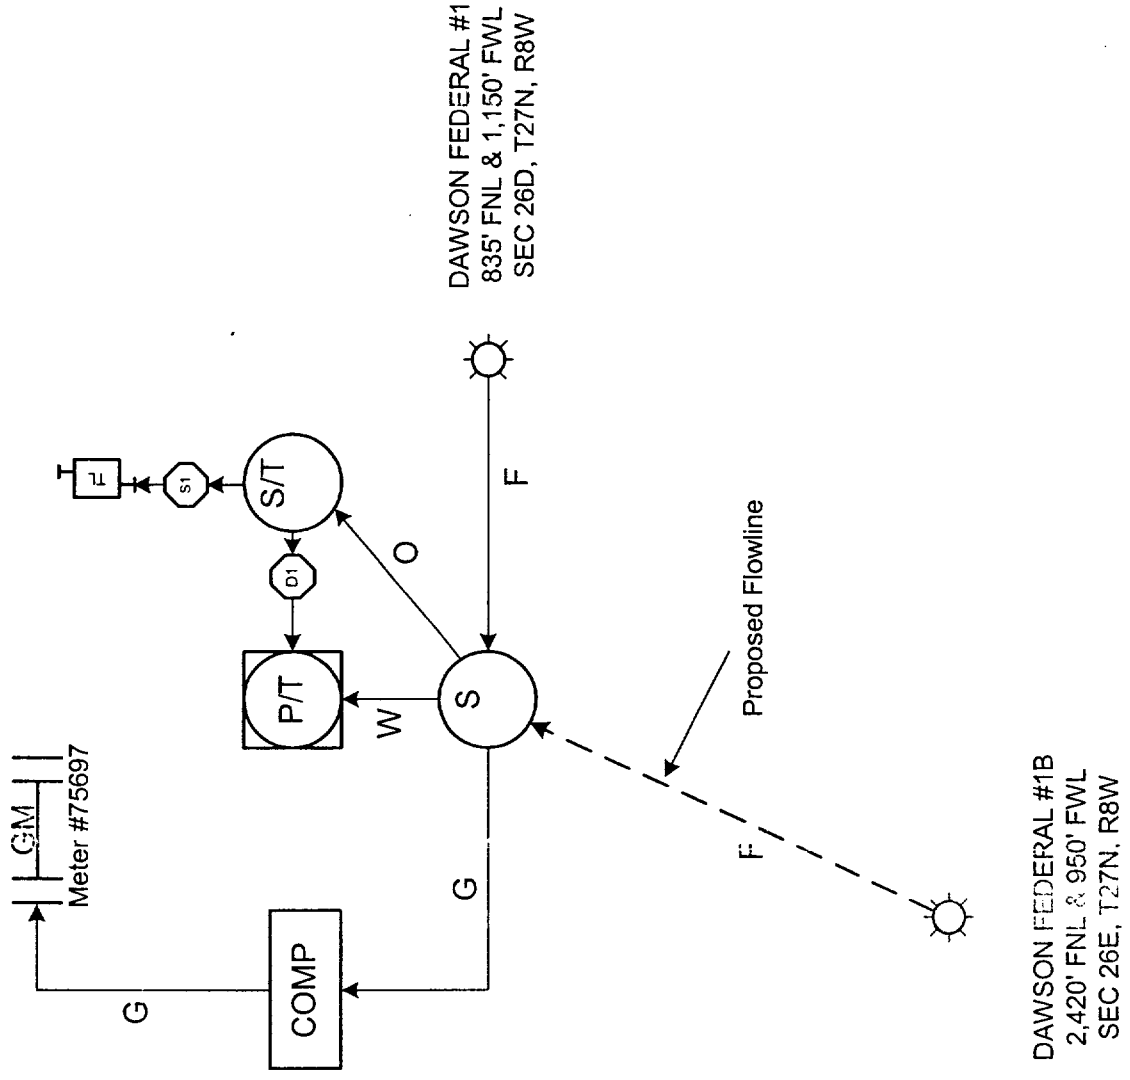 GM
Meter #75697
G
COMP
G
P/T
W
D1
S1
F
S/T
O
S
F
DAWSON FEDERAL #1
835' FNL & 1,150' FWL
SEC 26D, T27N, R8W
Proposed Flowline
F
DAWSON FEDERAL #1B
2,420' FNL & 950' FWL
SEC 26E, T27N, R8W